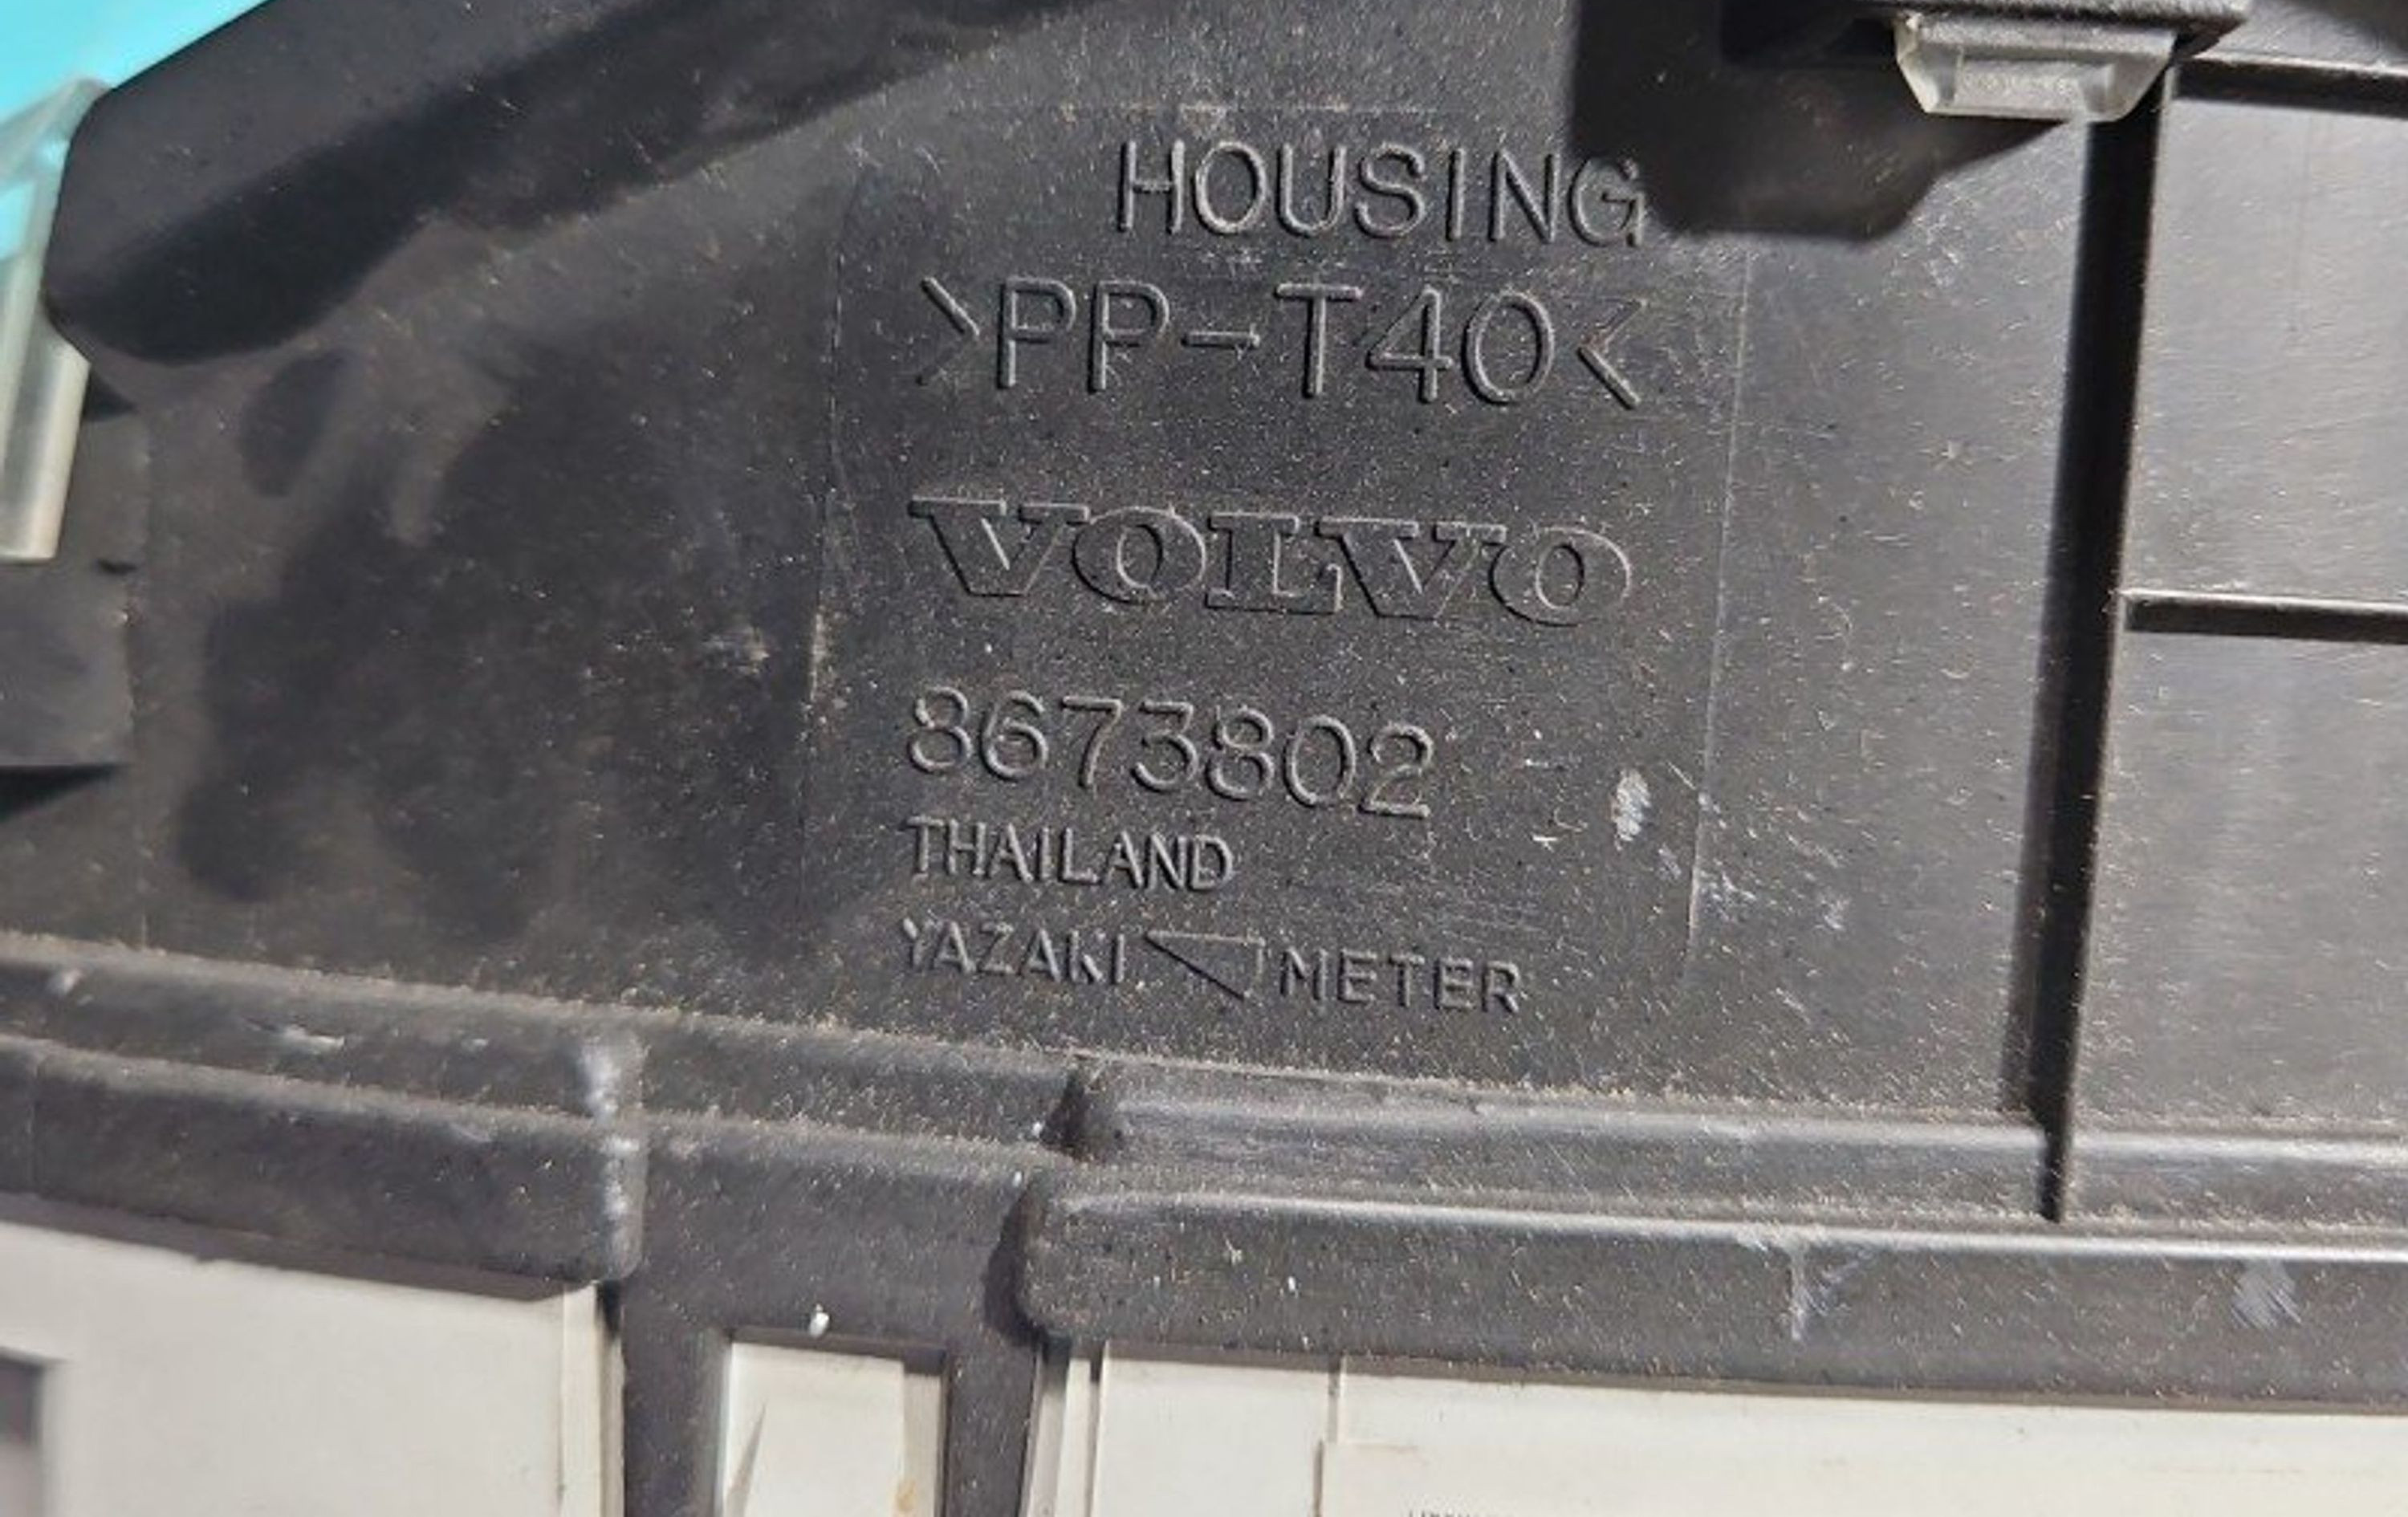 HOUSING
>PP-T40<
VOLVO
8673802
THAILAND
YAZAKI METER